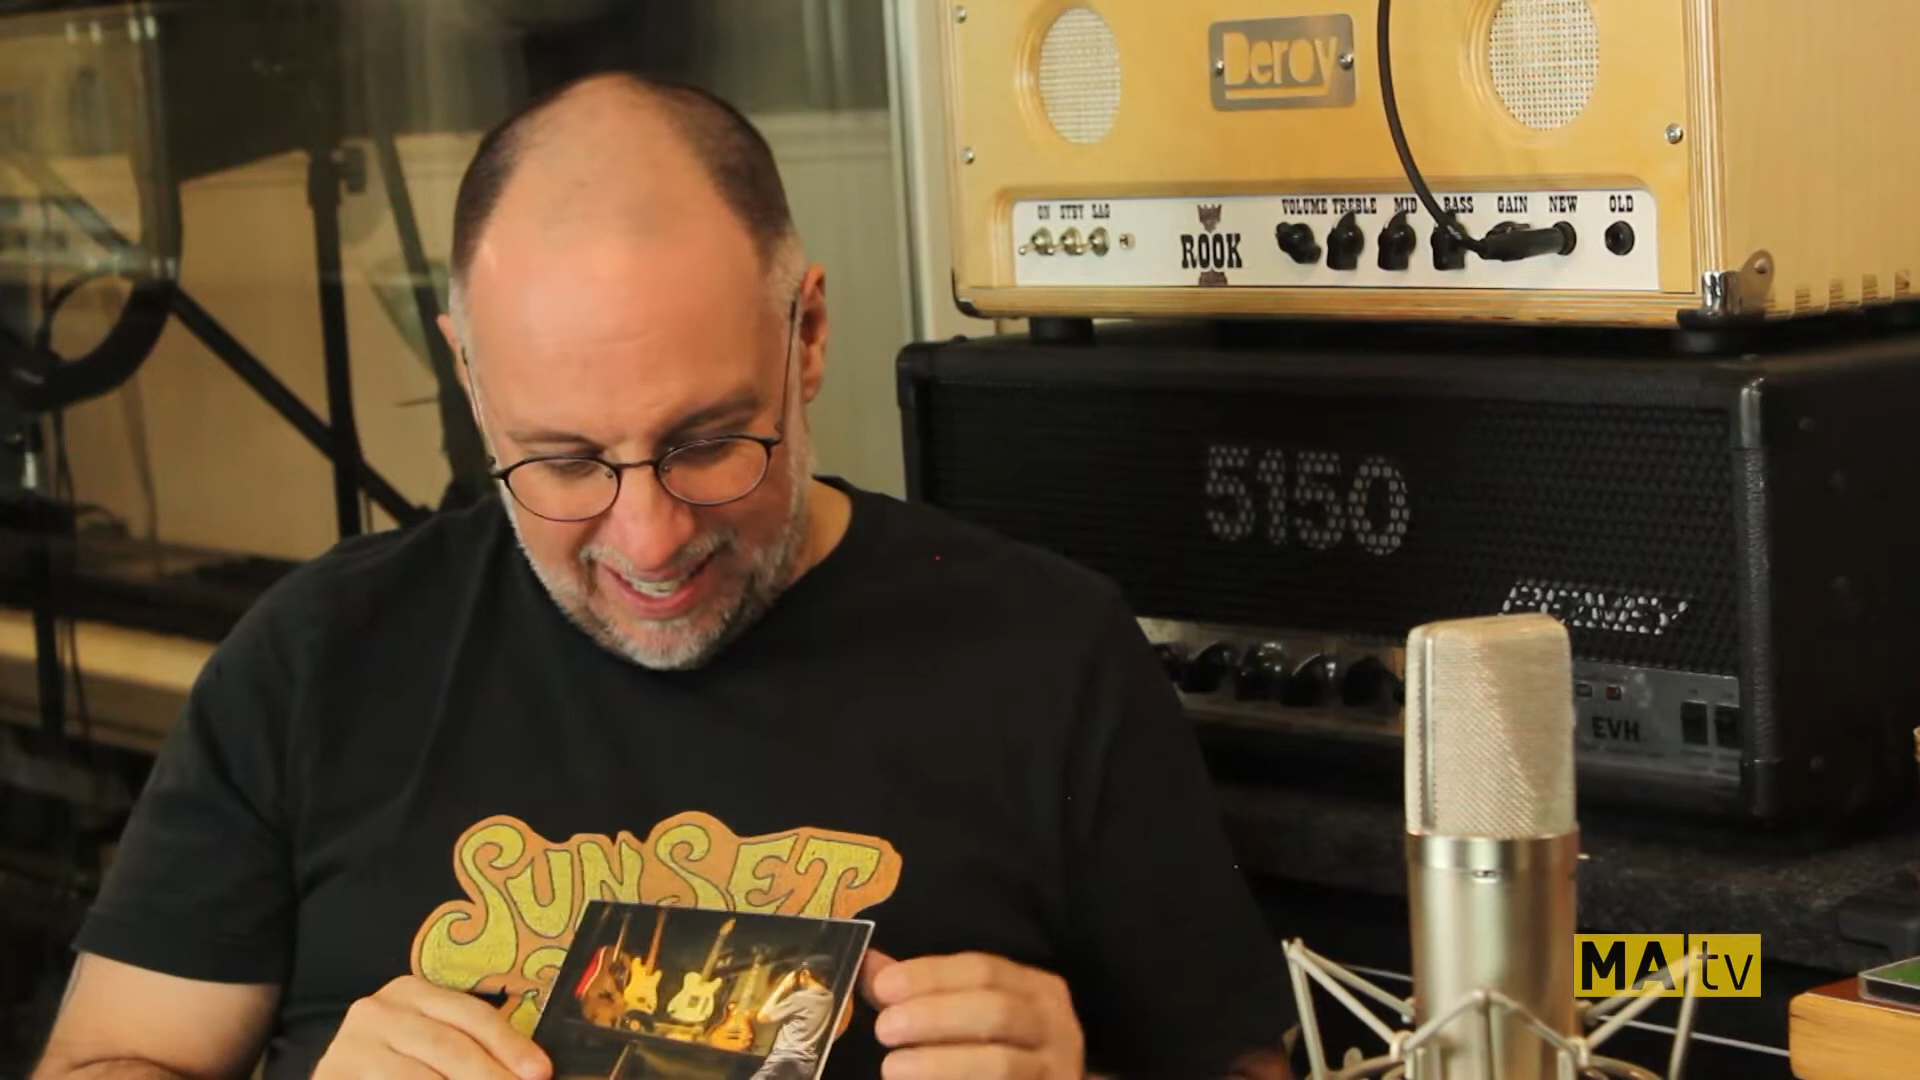 Deroy
ON STBY SAG
ROOK
VOLUME TREBLE MID BASS GAIN NEW OLD
5150
EVH
SUNSET
MA tv